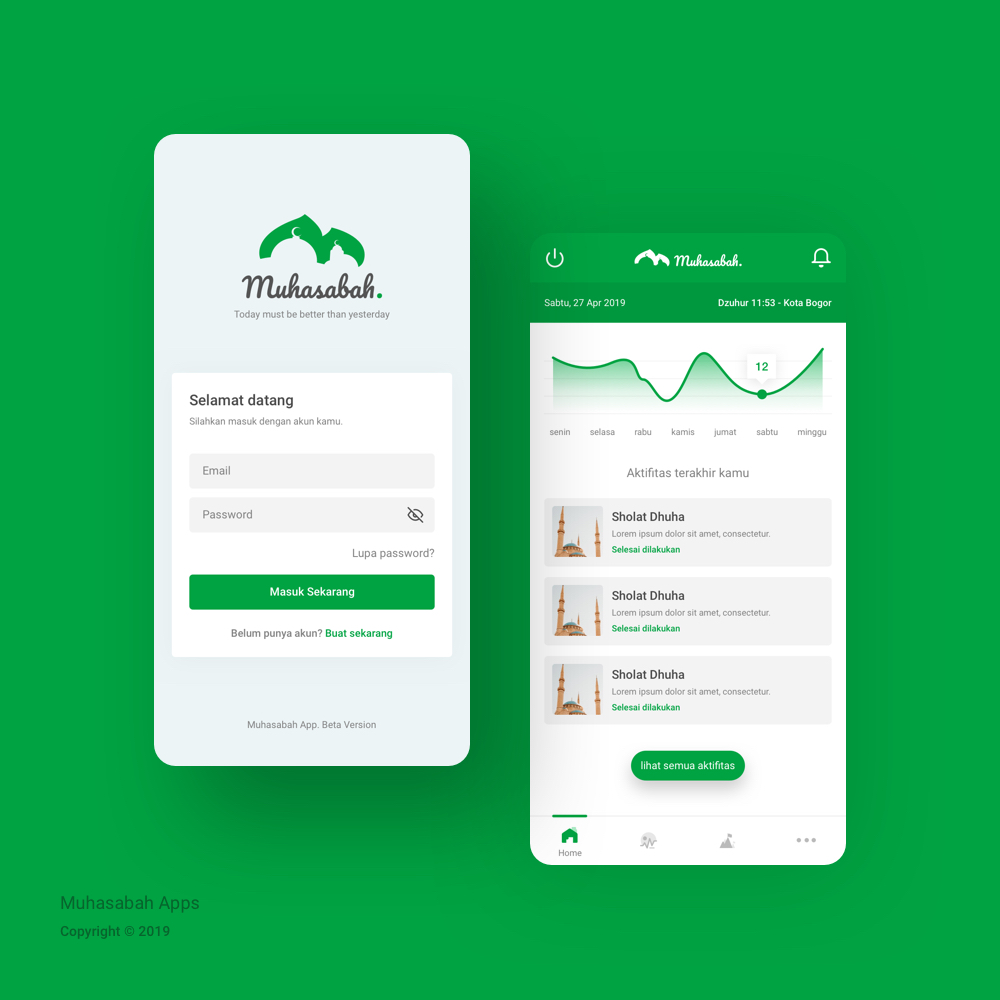 Muhasabah.
Today must be better than yesterday
Selamat datang
Silahkan masuk dengan akun kamu.
Email
Password
Lupa password?
Masuk Sekarang
Belum punya akun? Buat sekarang
Muhasabah App. Beta Version
Muhasabah.
Sabtu, 27 Apr 2019 Dzuhur 11:53 - Kota Bogor
12
senin selasa rabu kamis jumat sabtu minggu
Aktifitas terakhir kamu
Sholat Dhuha
Lorem ipsum dolor sit amet, consectetur.
Selesai dilakukan
Sholat Dhuha
Lorem ipsum dolor sit amet, consectetur.
Selesai dilakukan
Sholat Dhuha
Lorem ipsum dolor sit amet, consectetur.
Selesai dilakukan
lihat semua aktifitas
Home
Muhasabah Apps
Copyright © 2019